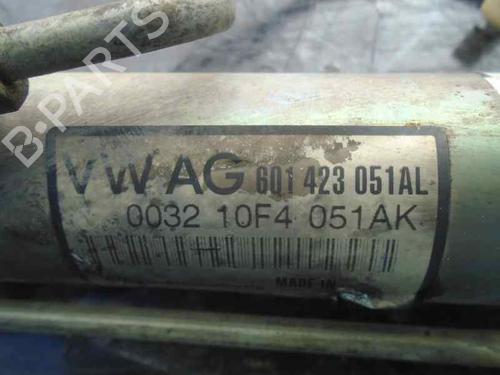 B-PARTS
VW AG 6Q1 423 051AL
0032 10F4 051AK
MADE IN